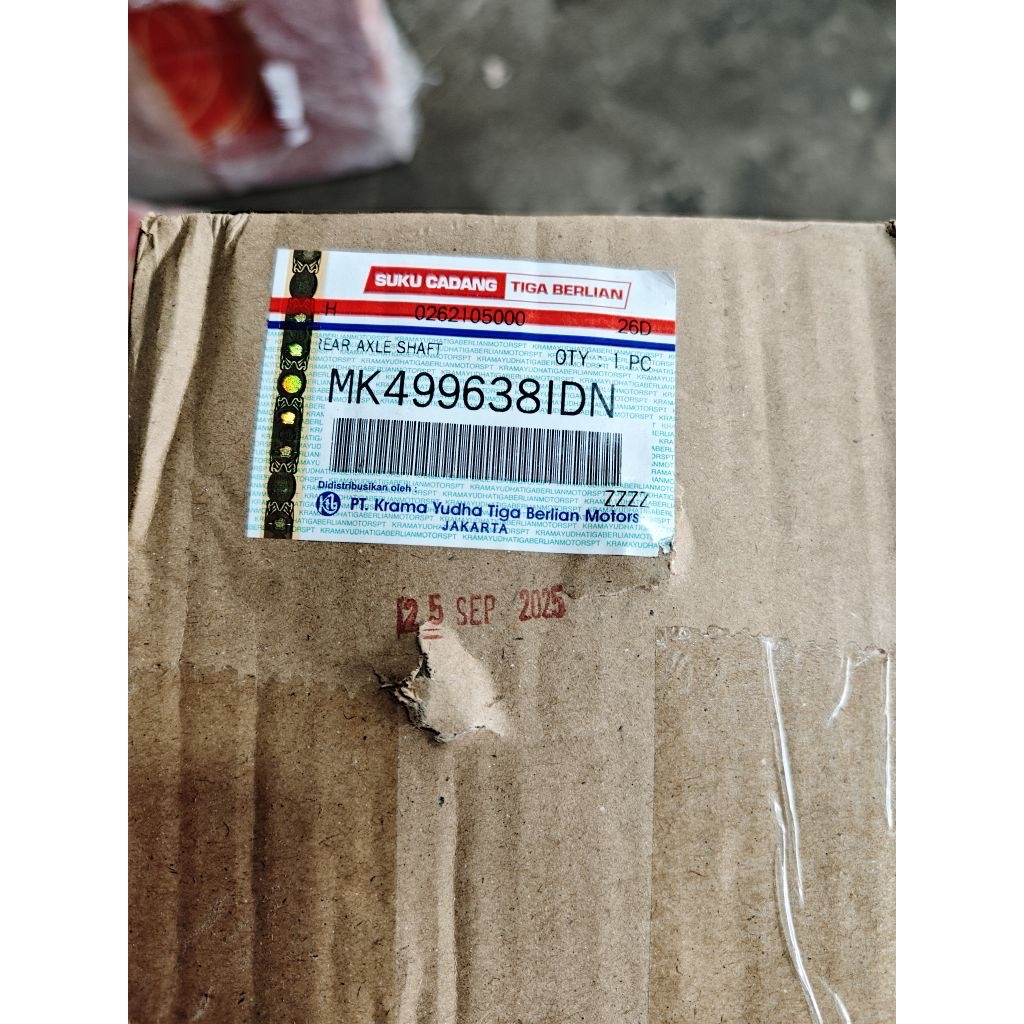 SUKU CADANG TIGA BERLIAN
H 0262105000 26D
REAR AXLE SHAFT QTY 1 PC
MK499638IDN
Didistribusikan oleh : ZZZZ
KTB PT. Krama Yudha Tiga Berlian Motors
JAKARTA
25 SEP 2025